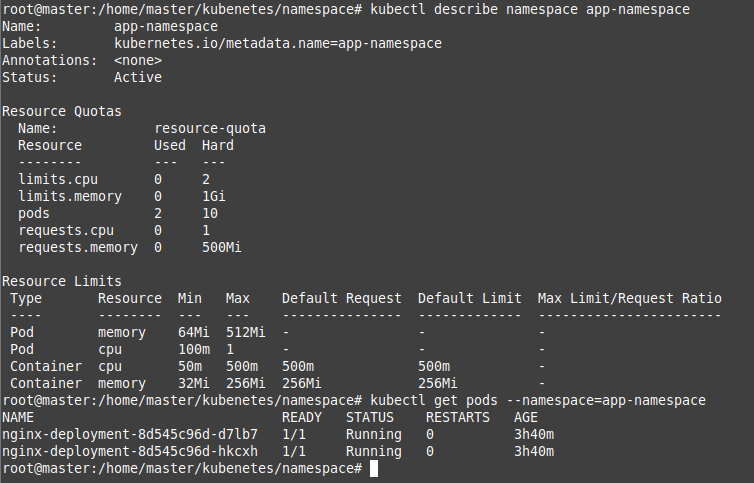 root@master:/home/master/kubenetes/namespace# kubectl describe namespace app-namespace
Name:         app-namespace
Labels:       kubernetes.io/metadata.name=app-namespace
Annotations:  <none>
Status:       Active

Resource Quotas
  Name:            resource-quota
  Resource         Used  Hard
  --------         ---   ---
  limits.cpu       0     2
  limits.memory    0     1Gi
  pods             2     10
  requests.cpu     0     1
  requests.memory  0     500Mi

Resource Limits
 Type       Resource  Min   Max    Default Request  Default Limit  Max Limit/Request Ratio
 ----       --------  ---   ---    ---------------  -------------  -----------------------
 Pod        memory    64Mi  512Mi  -                -              -
 Pod        cpu       100m  1      -                -              -
 Container  cpu       50m   500m   500m             500m           -
 Container  memory    32Mi  256Mi  256Mi            256Mi          -
root@master:/home/master/kubenetes/namespace# kubectl get pods --namespace=app-namespace
NAME                               READY   STATUS    RESTARTS   AGE
nginx-deployment-8d545c96d-d7lb7   1/1     Running   0          3h40m
nginx-deployment-8d545c96d-hkcxh   1/1     Running   0          3h40m
root@master:/home/master/kubenetes/namespace#